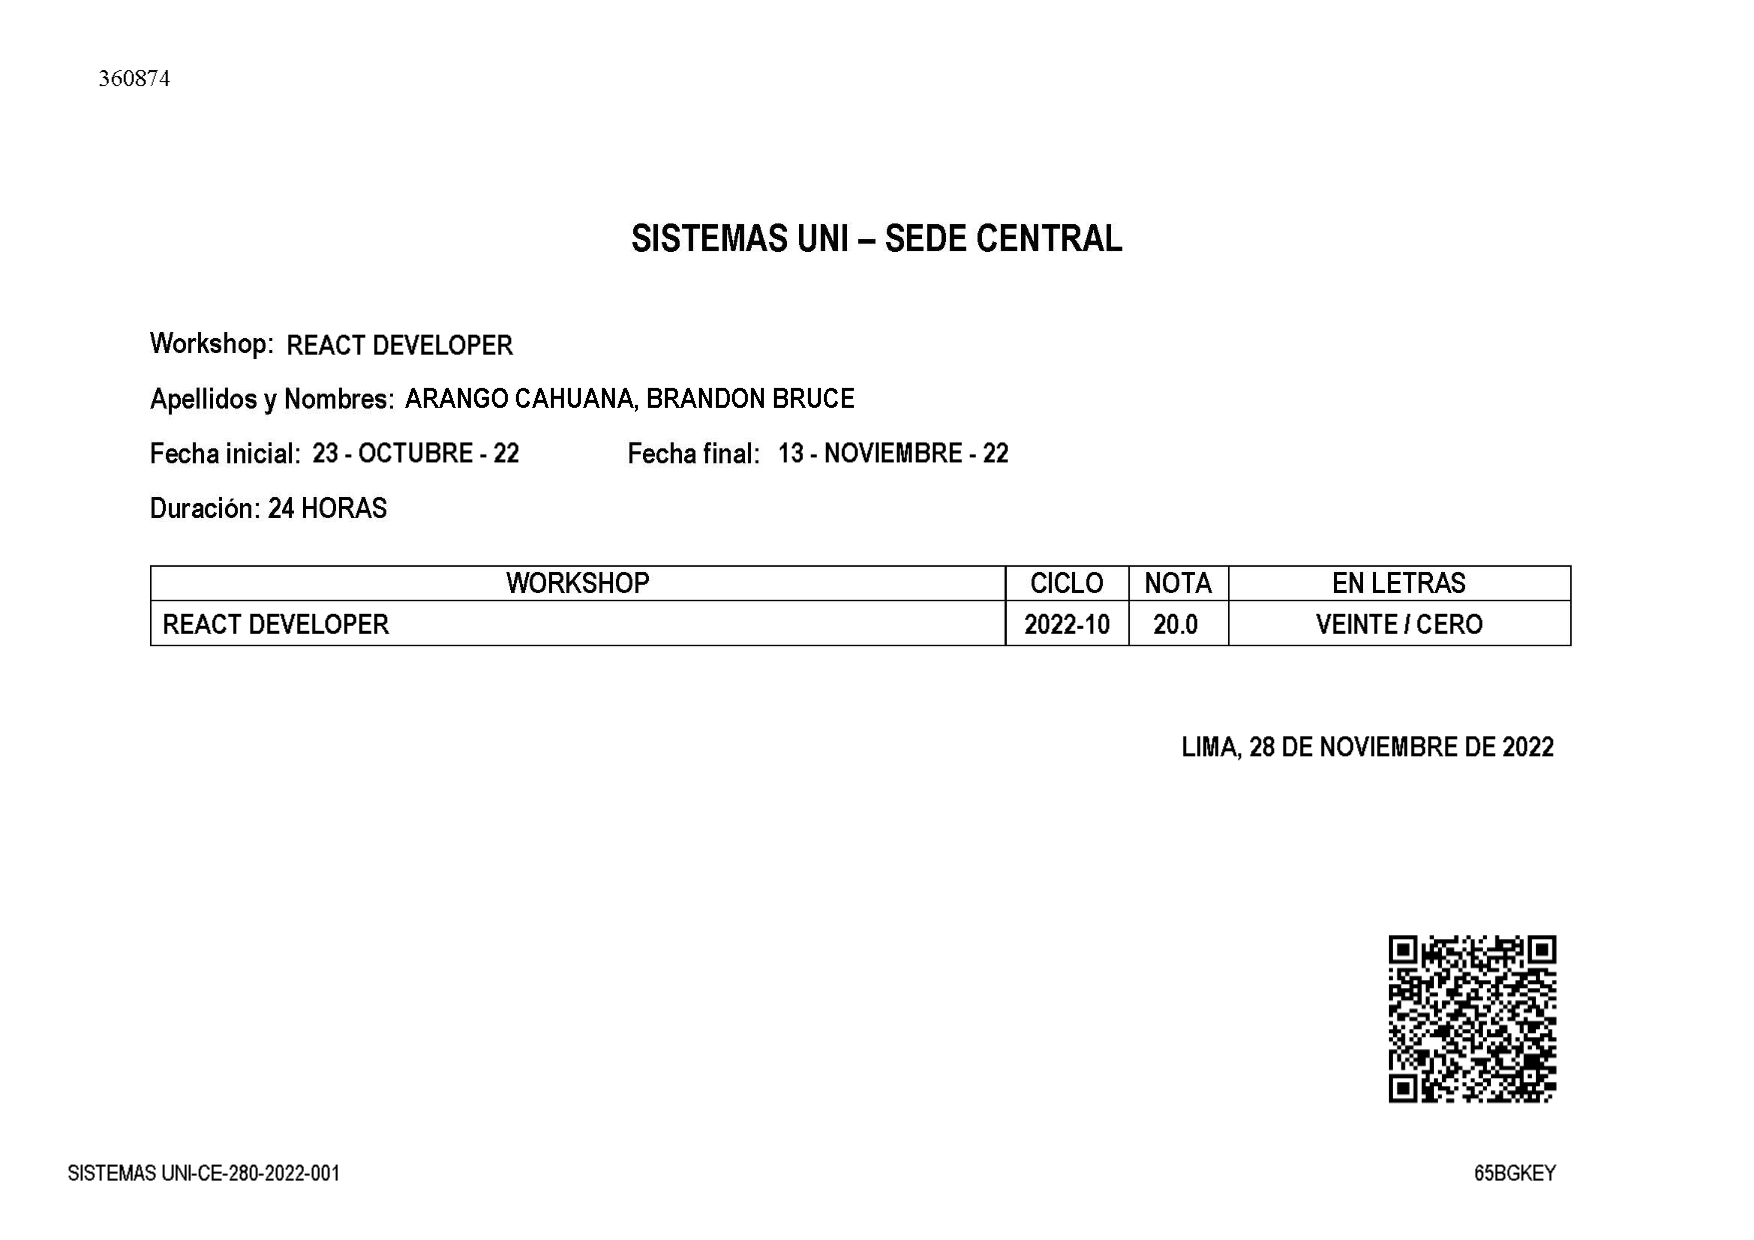 360874
SISTEMAS UNI – SEDE CENTRAL
Workshop: REACT DEVELOPER
Apellidos y Nombres: ARANGO CAHUANA, BRANDON BRUCE
Fecha inicial: 23 - OCTUBRE - 22 Fecha final: 13 - NOVIEMBRE - 22
Duración: 24 HORAS
WORKSHOP CICLO NOTA EN LETRAS
REACT DEVELOPER 2022-10 20.0 VEINTE / CERO
LIMA, 28 DE NOVIEMBRE DE 2022
SISTEMAS UNI-CE-280-2022-001 65BGKEY